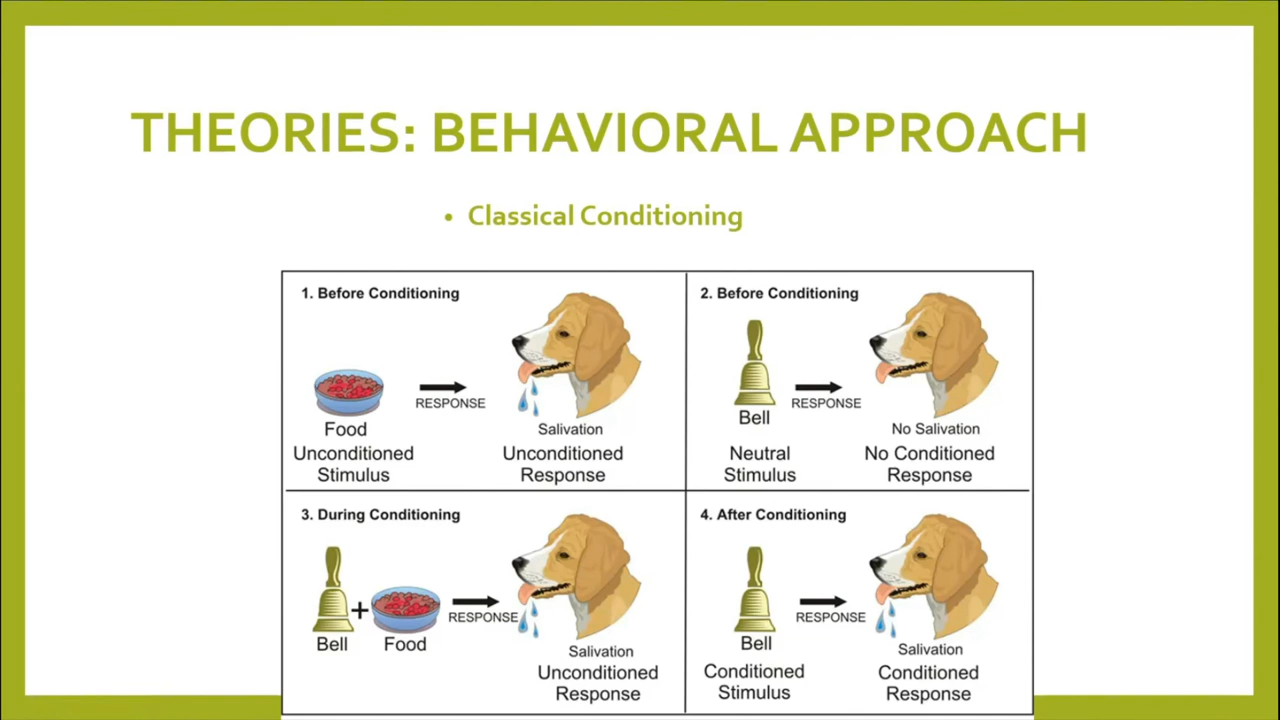 THEORIES: BEHAVIORAL APPROACH
• Classical Conditioning
1. Before Conditioning
RESPONSE
Food
Salivation
Unconditioned
Stimulus
Unconditioned
Response
2. Before Conditioning
RESPONSE
Bell
No Salivation
Neutral
Stimulus
No Conditioned
Response
3. During Conditioning
+
RESPONSE
Bell
Food
Salivation
Unconditioned
Response
4. After Conditioning
RESPONSE
Bell
Salivation
Conditioned
Stimulus
Conditioned
Response